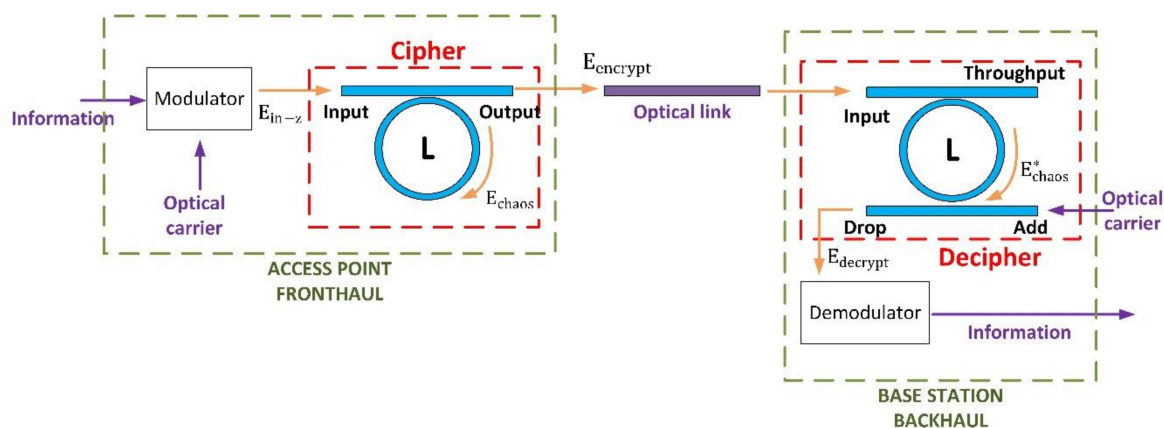 Cipher
Modulator
Information
E_in−z
Input
Output
L
E_chaos
Optical
carrier
ACCESS POINT
FRONTHAUL
E_encrypt
Optical link
Throughput
Input
L
E*_chaos
Optical
carrier
Drop
Add
E_decrypt
Decipher
Demodulator
Information
BASE STATION
BACKHAUL